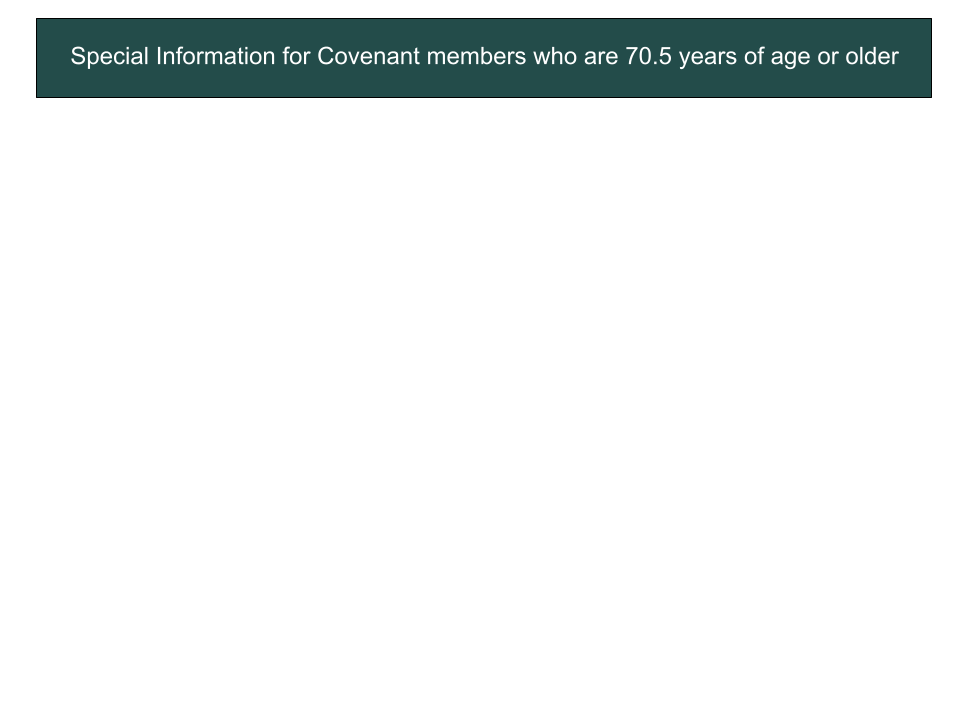 Special Information for Covenant members who are 70.5 years of age or older